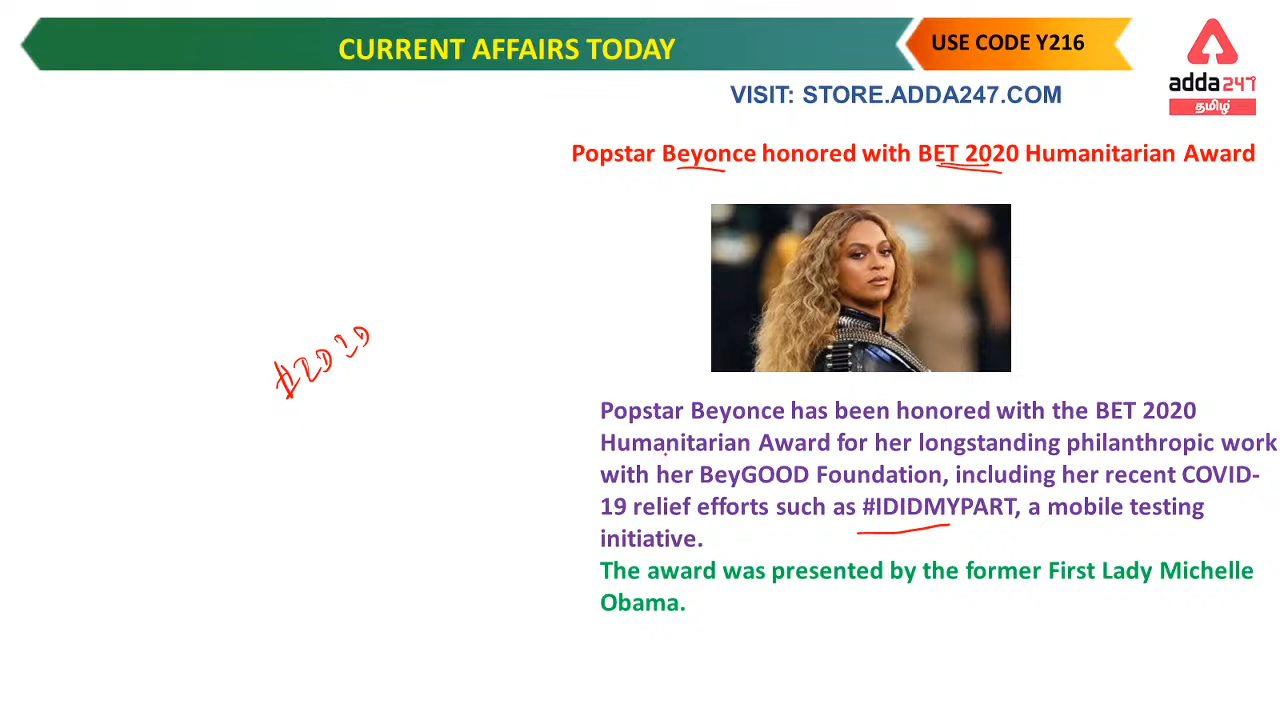 CURRENT AFFAIRS TODAY
USE CODE Y216
adda247
தமிழ்
VISIT: STORE.ADDA247.COM
Popstar Beyonce honored with BET 2020 Humanitarian Award
Popstar Beyonce has been honored with the BET 2020
Humanitarian Award for her longstanding philanthropic work
with her BeyGOOD Foundation, including her recent COVID-
19 relief efforts such as #IDIDMYPART, a mobile testing
initiative.
The award was presented by the former First Lady Michelle
Obama.